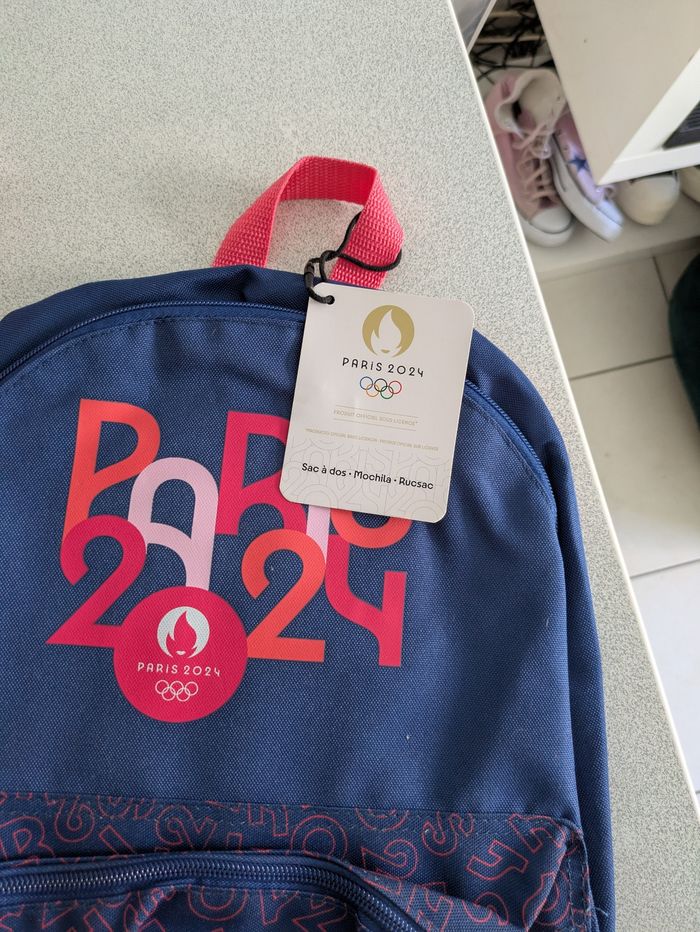 PARIS 2024
PRODUIT OFFICIEL SOUS LICENCE
Sac à dos • Mochila • Rucsac
PARIS
2024
PARIS 2024